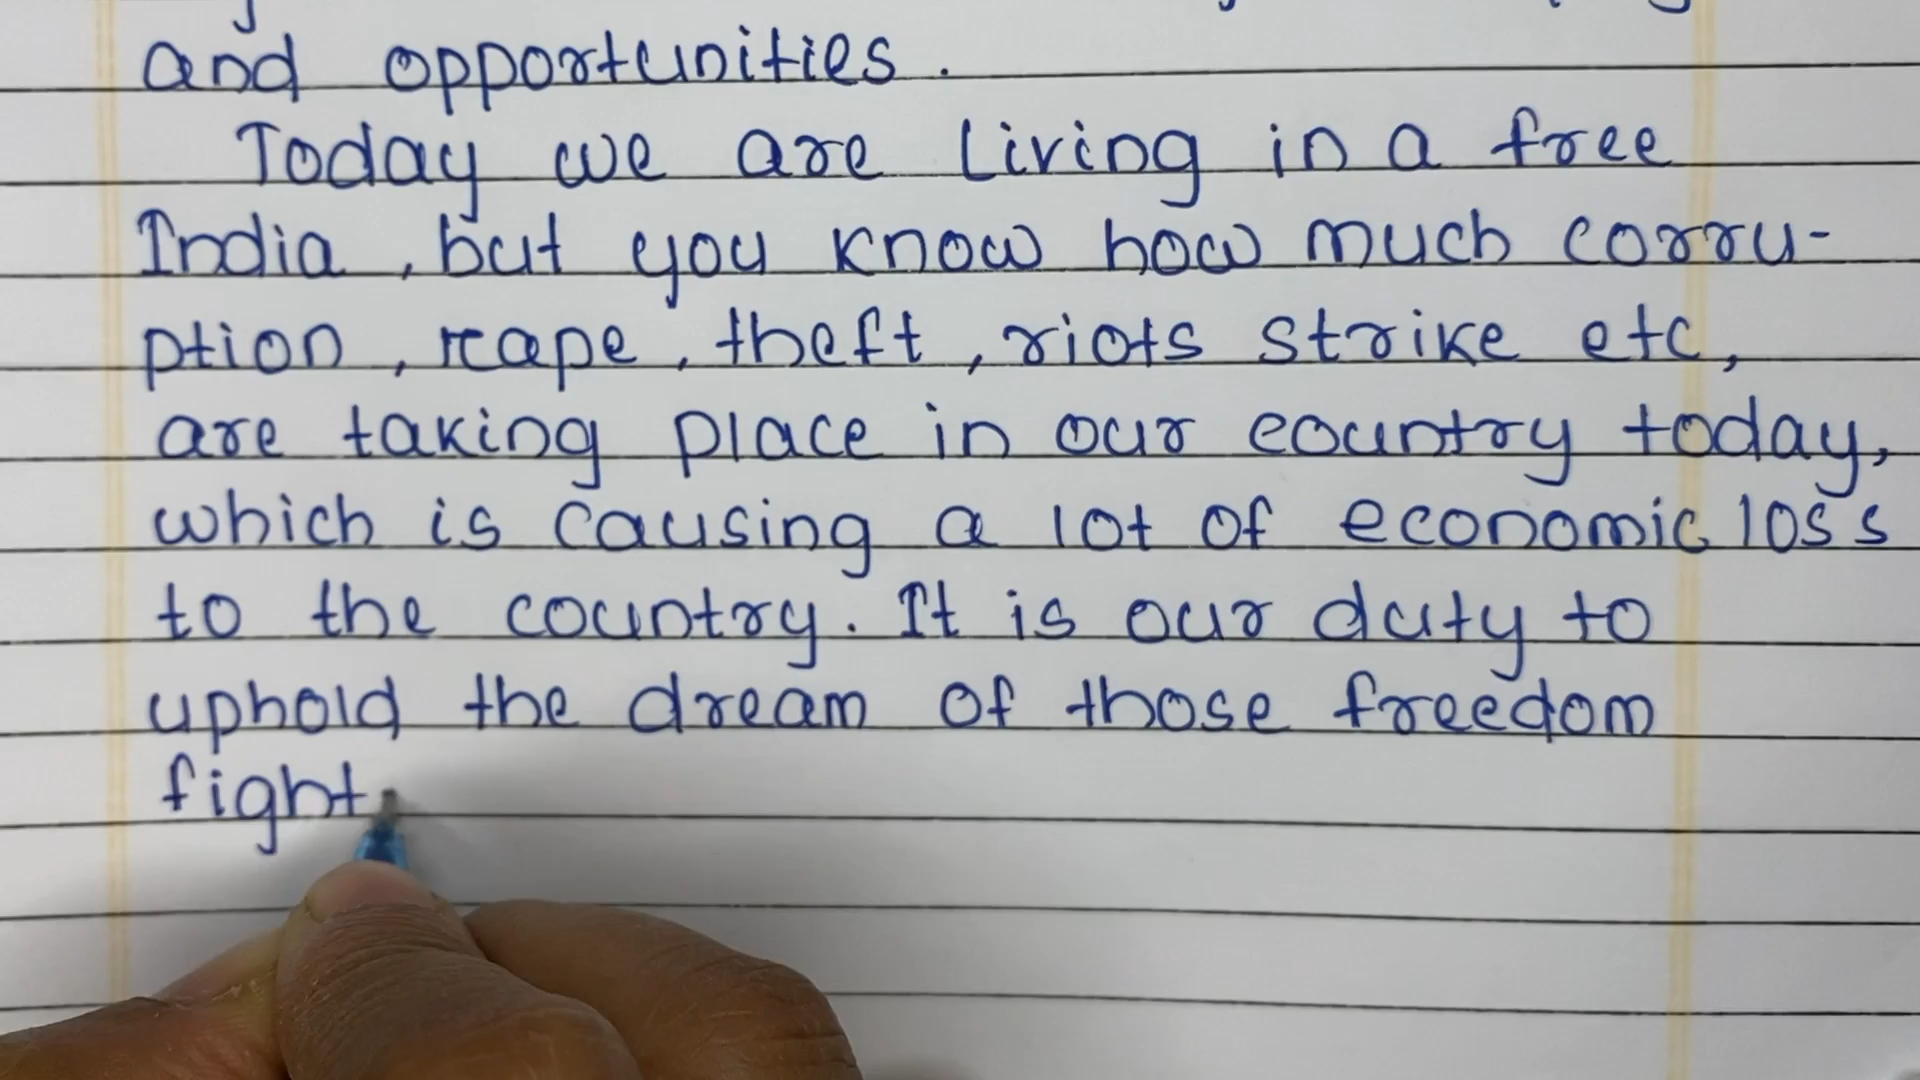 and opportunities.
Today we are living in a free
India, but you know how much corru-
ption, rape, theft, riots strike etc,
are taking place in our country today,
which is causing a lot of economic loss
to the country. It is our duty to
uphold the dream of those freedom
fight